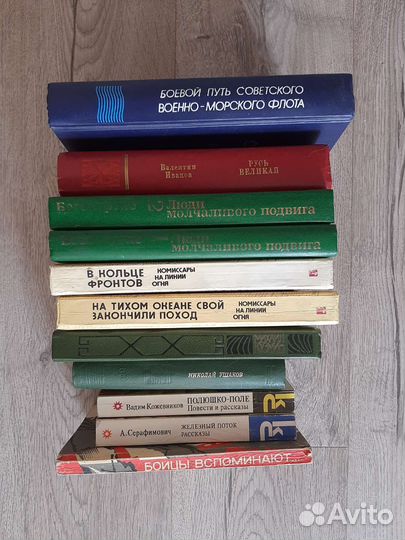 БОЕВОЙ ПУТЬ СОВЕТСКОГО
ВОЕННО-МОРСКОГО ФЛОТА
Валентин
Иванов
РУСЬ
ВЕЛИКАЯ
2
Люди
молчаливого подвига
молчаливого подвига
В КОЛЬЦЕ
ФРОНТОВ
КОМИССАРЫ
НА ЛИНИИ
ОГНЯ
НА ТИХОМ ОКЕАНЕ СВОЙ
ЗАКОНЧИЛИ ПОХОД
КОМИССАРЫ
НА ЛИНИИ
ОГНЯ
НИКОЛАЙ УШАКОВ
Вадим Кожевников
ПОЛЮШКО-ПОЛЕ
Повести и рассказы
А.Серафимович
ЖЕЛЕЗНЫЙ ПОТОК
РАССКАЗЫ
БОЙЦЫ ВСПОМИНАЮТ...
Avito